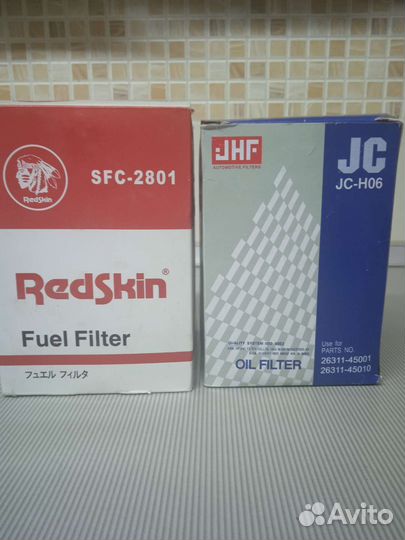 SFC-2801
RedSkin
RedSkin®
Fuel Filter
フュエル フィルタ
JHF
AUTOMOTIVE FILTERS
JC
JC-H06
OIL FILTER
Use for
PARTS NO
26311-45001
26311-45010
Avito